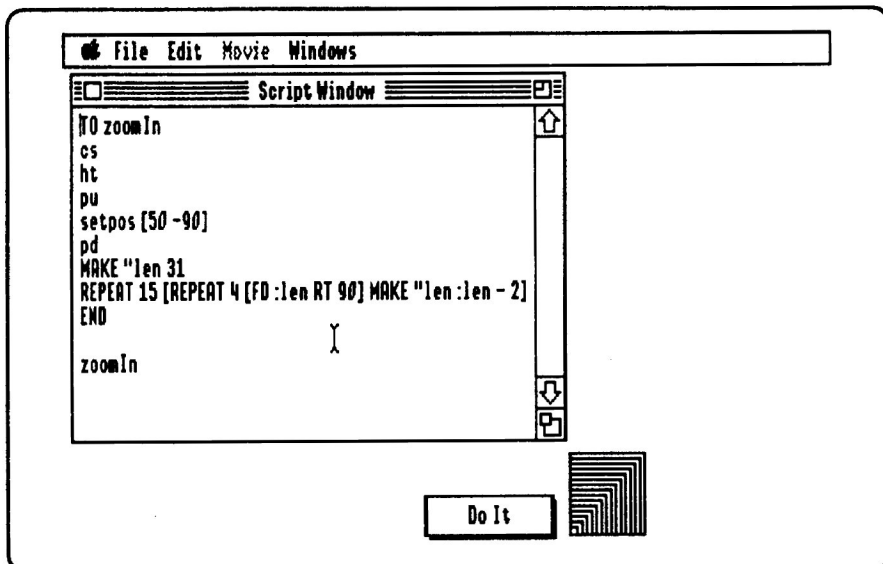 File Edit Movie Windows
Script Window
TO zoomIn
cs
ht
pu
setpos [50 -90]
pd
MAKE "len 31
REPEAT 15 [REPEAT 4 [FD :len RT 90] MAKE "len :len - 2]
END
zoomIn
Do It